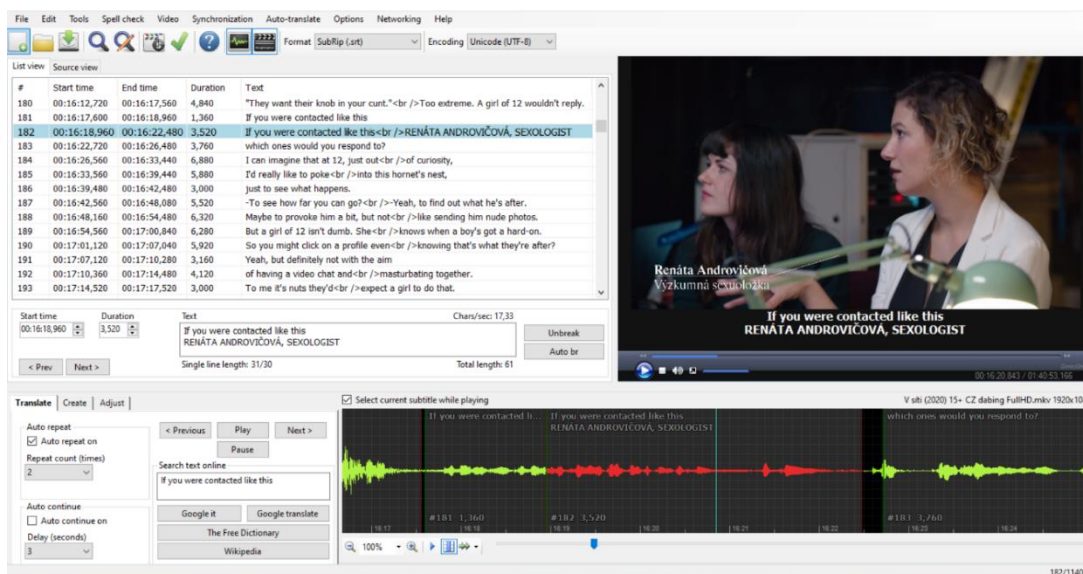 File Edit Tools Spell check Video Synchronization Auto-translate Options Networking Help
Format SubRip (.srt) Encoding Unicode (UTF-8)
List view Source view
# Start time End time Duration Text
180 00:16:12,720 00:16:17,560 4,840 "They want their knob in your cunt."<br />Too extreme. A girl of 12 wouldn't reply.
181 00:16:17,600 00:16:18,960 1,360 If you were contacted like this
182 00:16:18,960 00:16:22,480 3,520 If you were contacted like this<br />RENÁTA ANDROVIČOVÁ, SEXOLOGIST
183 00:16:22,720 00:16:26,480 3,760 which ones would you respond to?
184 00:16:26,560 00:16:33,440 6,880 I can imagine that at 12, just out<br />of curiosity,
185 00:16:33,560 00:16:39,440 5,880 I'd really like to poke<br />into this hornet's nest,
186 00:16:39,480 00:16:42,480 3,000 just to see what happens.
187 00:16:42,560 00:16:48,080 5,520 -To see how far you can go?<br />-Yeah, to find out what he's after.
188 00:16:48,160 00:16:54,480 6,320 Maybe to provoke him a bit, but not<br />like sending him nude photos.
189 00:16:54,560 00:17:00,840 6,280 But a girl of 12 isn't dumb. She<br />knows when a boy's got a hard-on.
190 00:17:01,120 00:17:07,040 5,920 So you might click on a profile even<br />knowing that's what they're after?
191 00:17:07,120 00:17:10,280 3,160 Yeah, but definitely not with the aim
192 00:17:10,360 00:17:14,480 4,120 of having a video chat and<br />masturbating together.
193 00:17:14,520 00:17:17,520 3,000 To me it's nuts they'd<br />expect a girl to do that.
Renáta Androvičová
Výzkumná sexuoložka
If you were contacted like this
RENÁTA ANDROVIČOVÁ, SEXOLOGIST
00:16:20.843 / 01:40:53.166
Start time Duration Text Chars/sec: 17,33
00:16:18,960 3,520 If you were contacted like this
RENÁTA ANDROVIČOVÁ, SEXOLOGIST
Unbreak
Auto br
< Prev Next > Single line length: 31/30 Total length: 61
Translate Create Adjust
Auto repeat
Auto repeat on
Repeat count (times)
2
Auto continue
Auto continue on
Delay (seconds)
3
< Previous Play Next >
Pause
Search text online
If you were contacted like this
Google it Google translate
The Free Dictionary
Wikipedia
Select current subtitle while playing V síti (2020) 15+ CZ dabing FullHD.mkv 1920x10
If you were contacted li... If you were contacted like this which ones would you respond to?
RENÁTA ANDROVIČOVÁ, SEXOLOGIST
#181 1,360 #182 3,520 #183 3,760
16:17 16:18 16:19 16:20 16:21 16:22 16:23 16:24
100%
182/1140